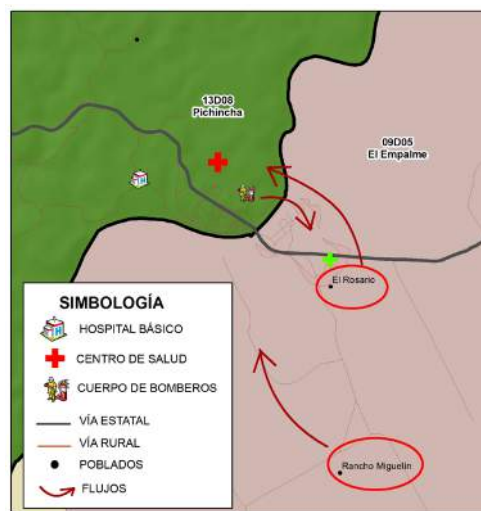 13D08
Pichincha
09D05
El Empalme
El Rosario
Rancho Miguelin
SIMBOLOGÍA
H
HOSPITAL BÁSICO
CENTRO DE SALUD
CUERPO DE BOMBEROS
VÍA ESTATAL
VÍA RURAL
POBLADOS
FLUJOS